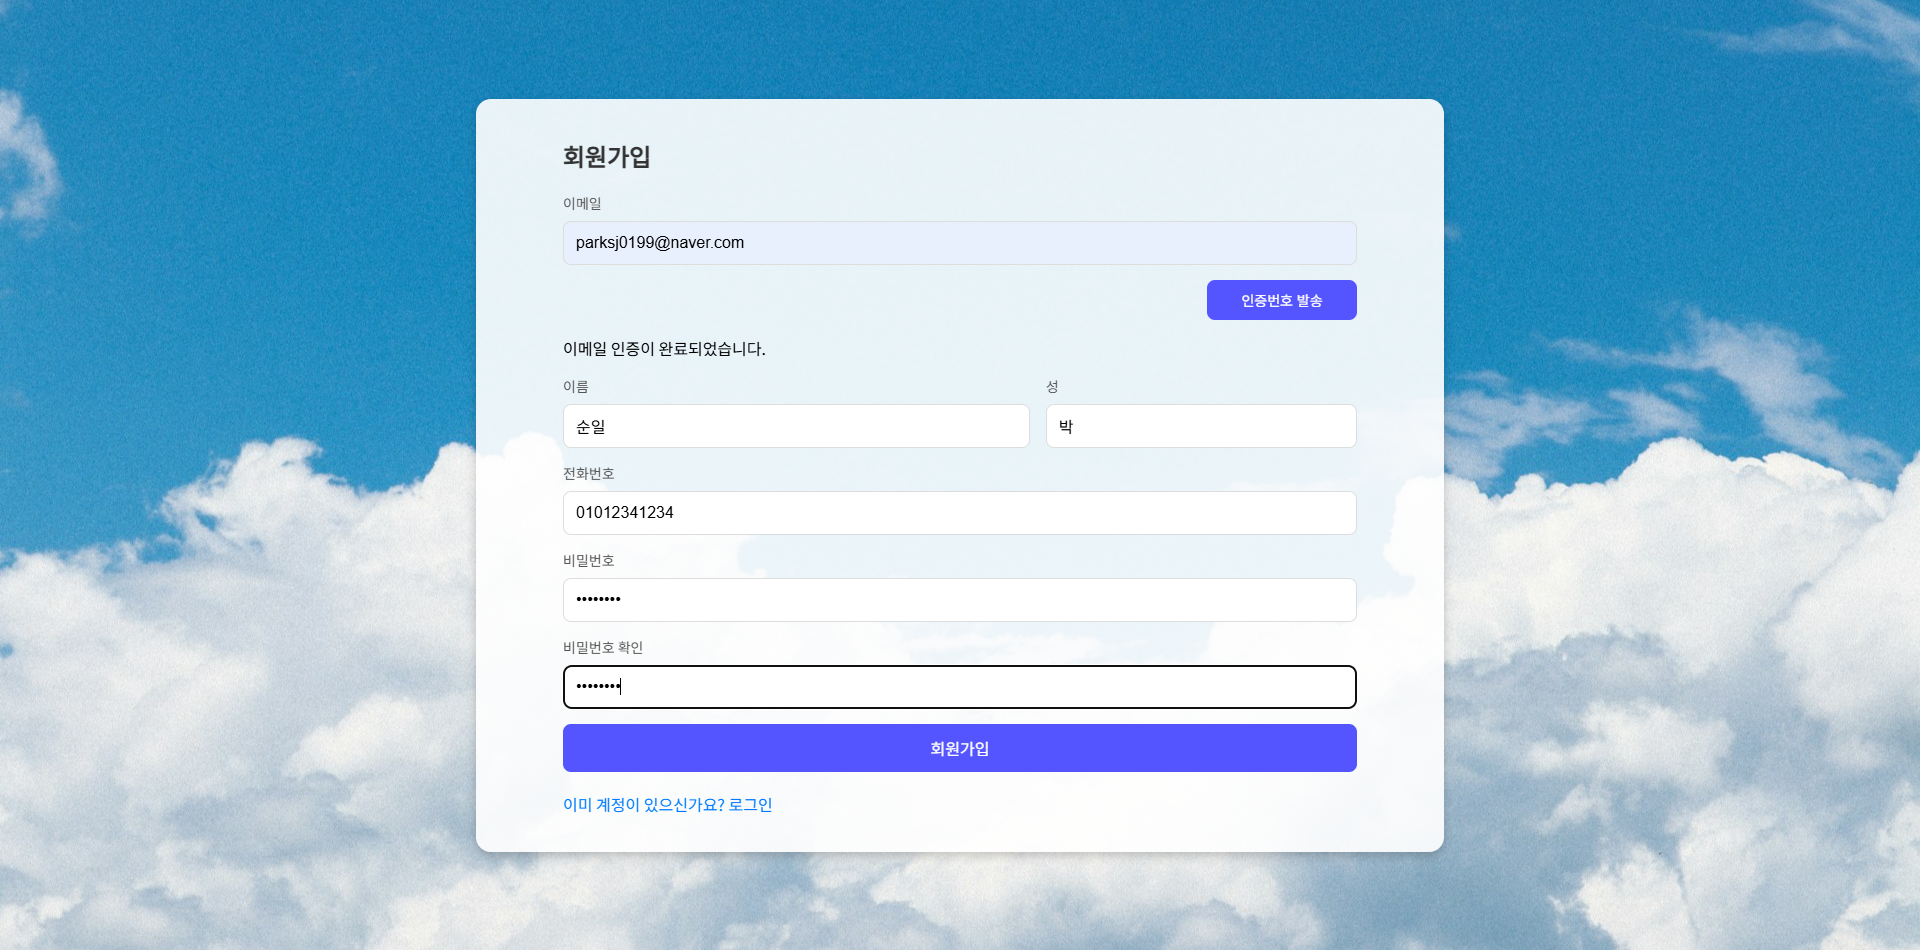 회원가입
이메일
parksj0199@naver.com
인증번호 발송
이메일 인증이 완료되었습니다.
이름
성
순일
박
전화번호
01012341234
비밀번호
••••••••
비밀번호 확인
••••••••
회원가입
이미 계정이 있으신가요? 로그인